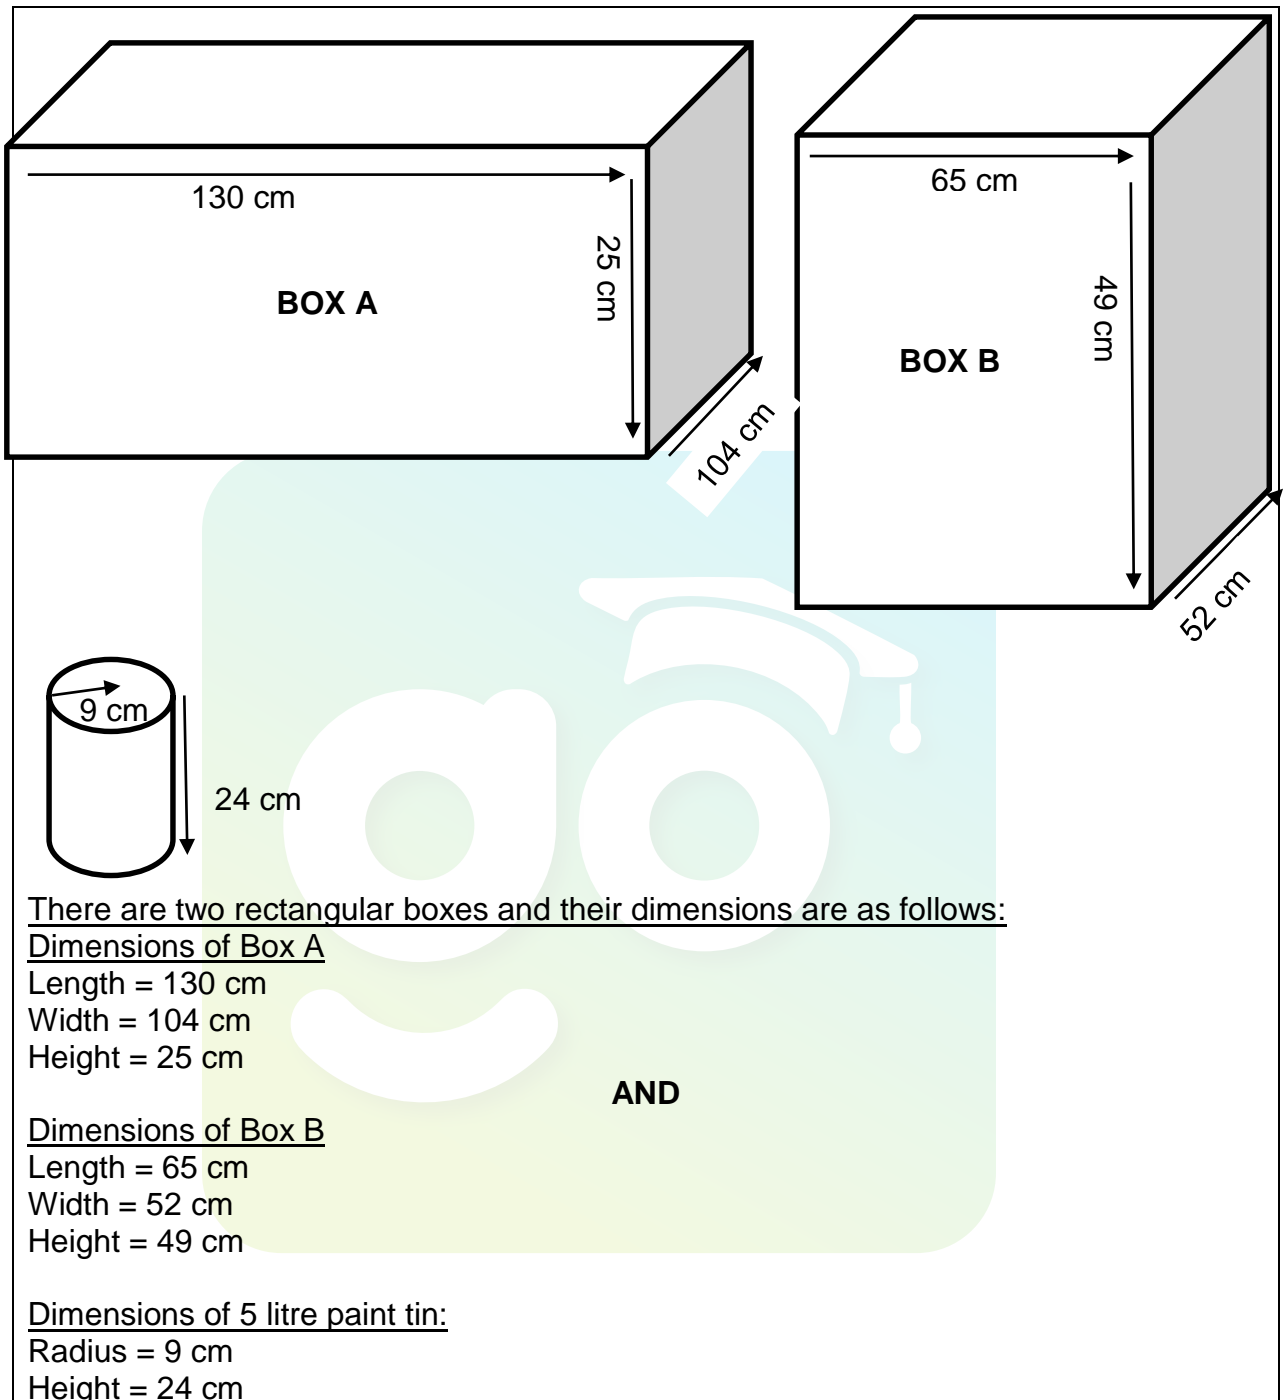 130 cm
25 cm
BOX A
104 cm
65 cm
49 cm
BOX B
52 cm
9 cm
24 cm
There are two rectangular boxes and their dimensions are as follows:
Dimensions of Box A
Length = 130 cm
Width = 104 cm
Height = 25 cm
AND
Dimensions of Box B
Length = 65 cm
Width = 52 cm
Height = 49 cm
Dimensions of 5 litre paint tin:
Radius = 9 cm
Height = 24 cm
go